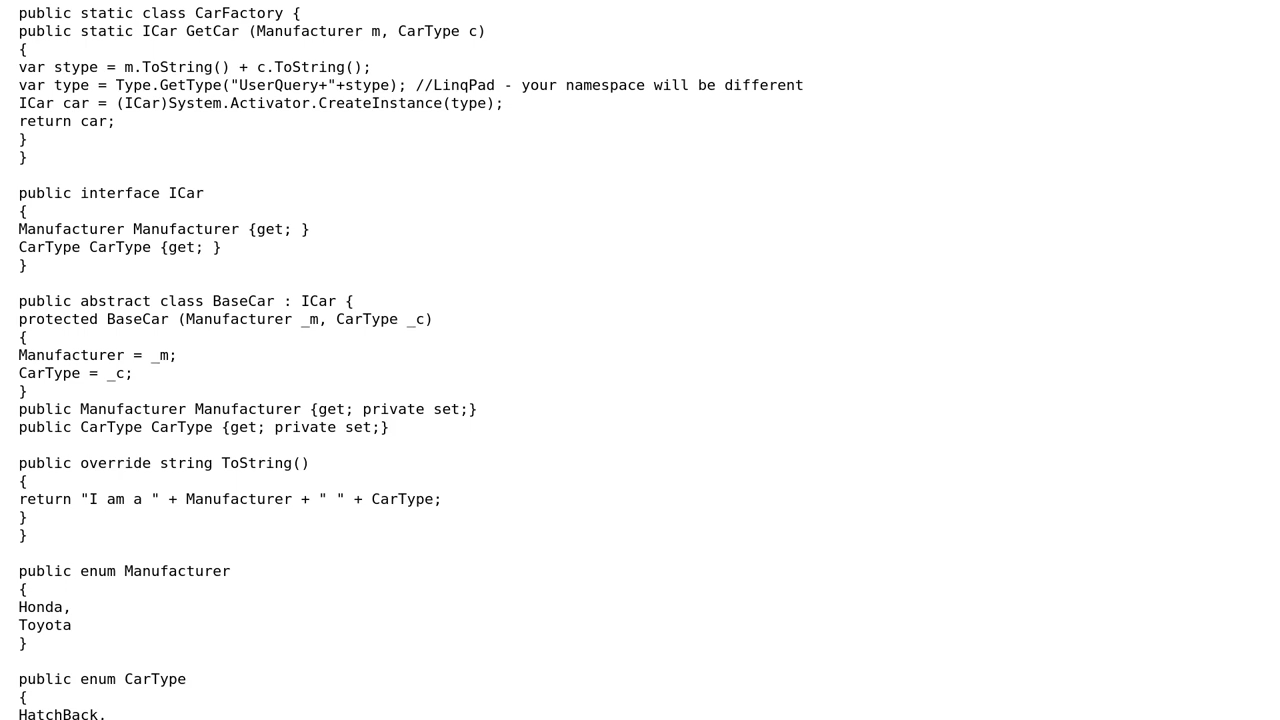 public static class CarFactory {
public static ICar GetCar (Manufacturer m, CarType c)
{
var stype = m.ToString() + c.ToString();
var type = Type.GetType("UserQuery+"+stype); //LinqPad - your namespace will be different
ICar car = (ICar)System.Activator.CreateInstance(type);
return car;
}
}

public interface ICar
{
Manufacturer Manufacturer {get; }
CarType CarType {get; }
}

public abstract class BaseCar : ICar {
protected BaseCar (Manufacturer _m, CarType _c)
{
Manufacturer = _m;
CarType = _c;
}
public Manufacturer Manufacturer {get; private set;}
public CarType CarType {get; private set;}

public override string ToString()
{
return "I am a " + Manufacturer + " " + CarType;
}
}

public enum Manufacturer
{
Honda,
Toyota
}

public enum CarType
{
HatchBack,